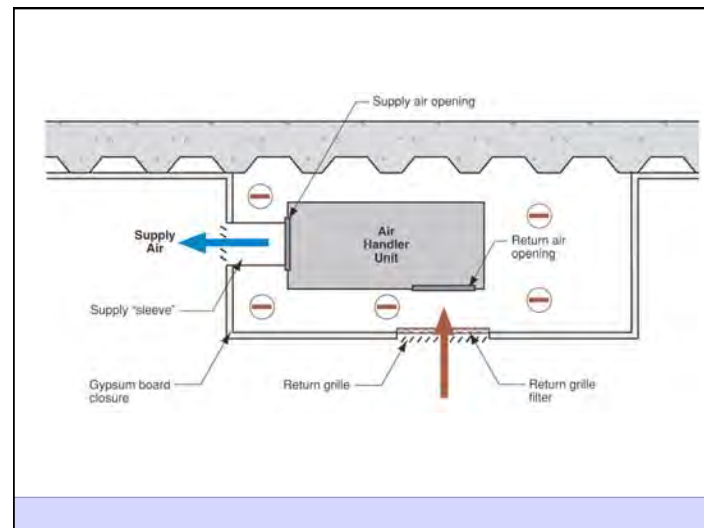 Supply air opening
Supply
Air
Air
Handler
Unit
Return air
opening
Supply "sleeve"
Gypsum board
closure
Return grille
Return grille
filter